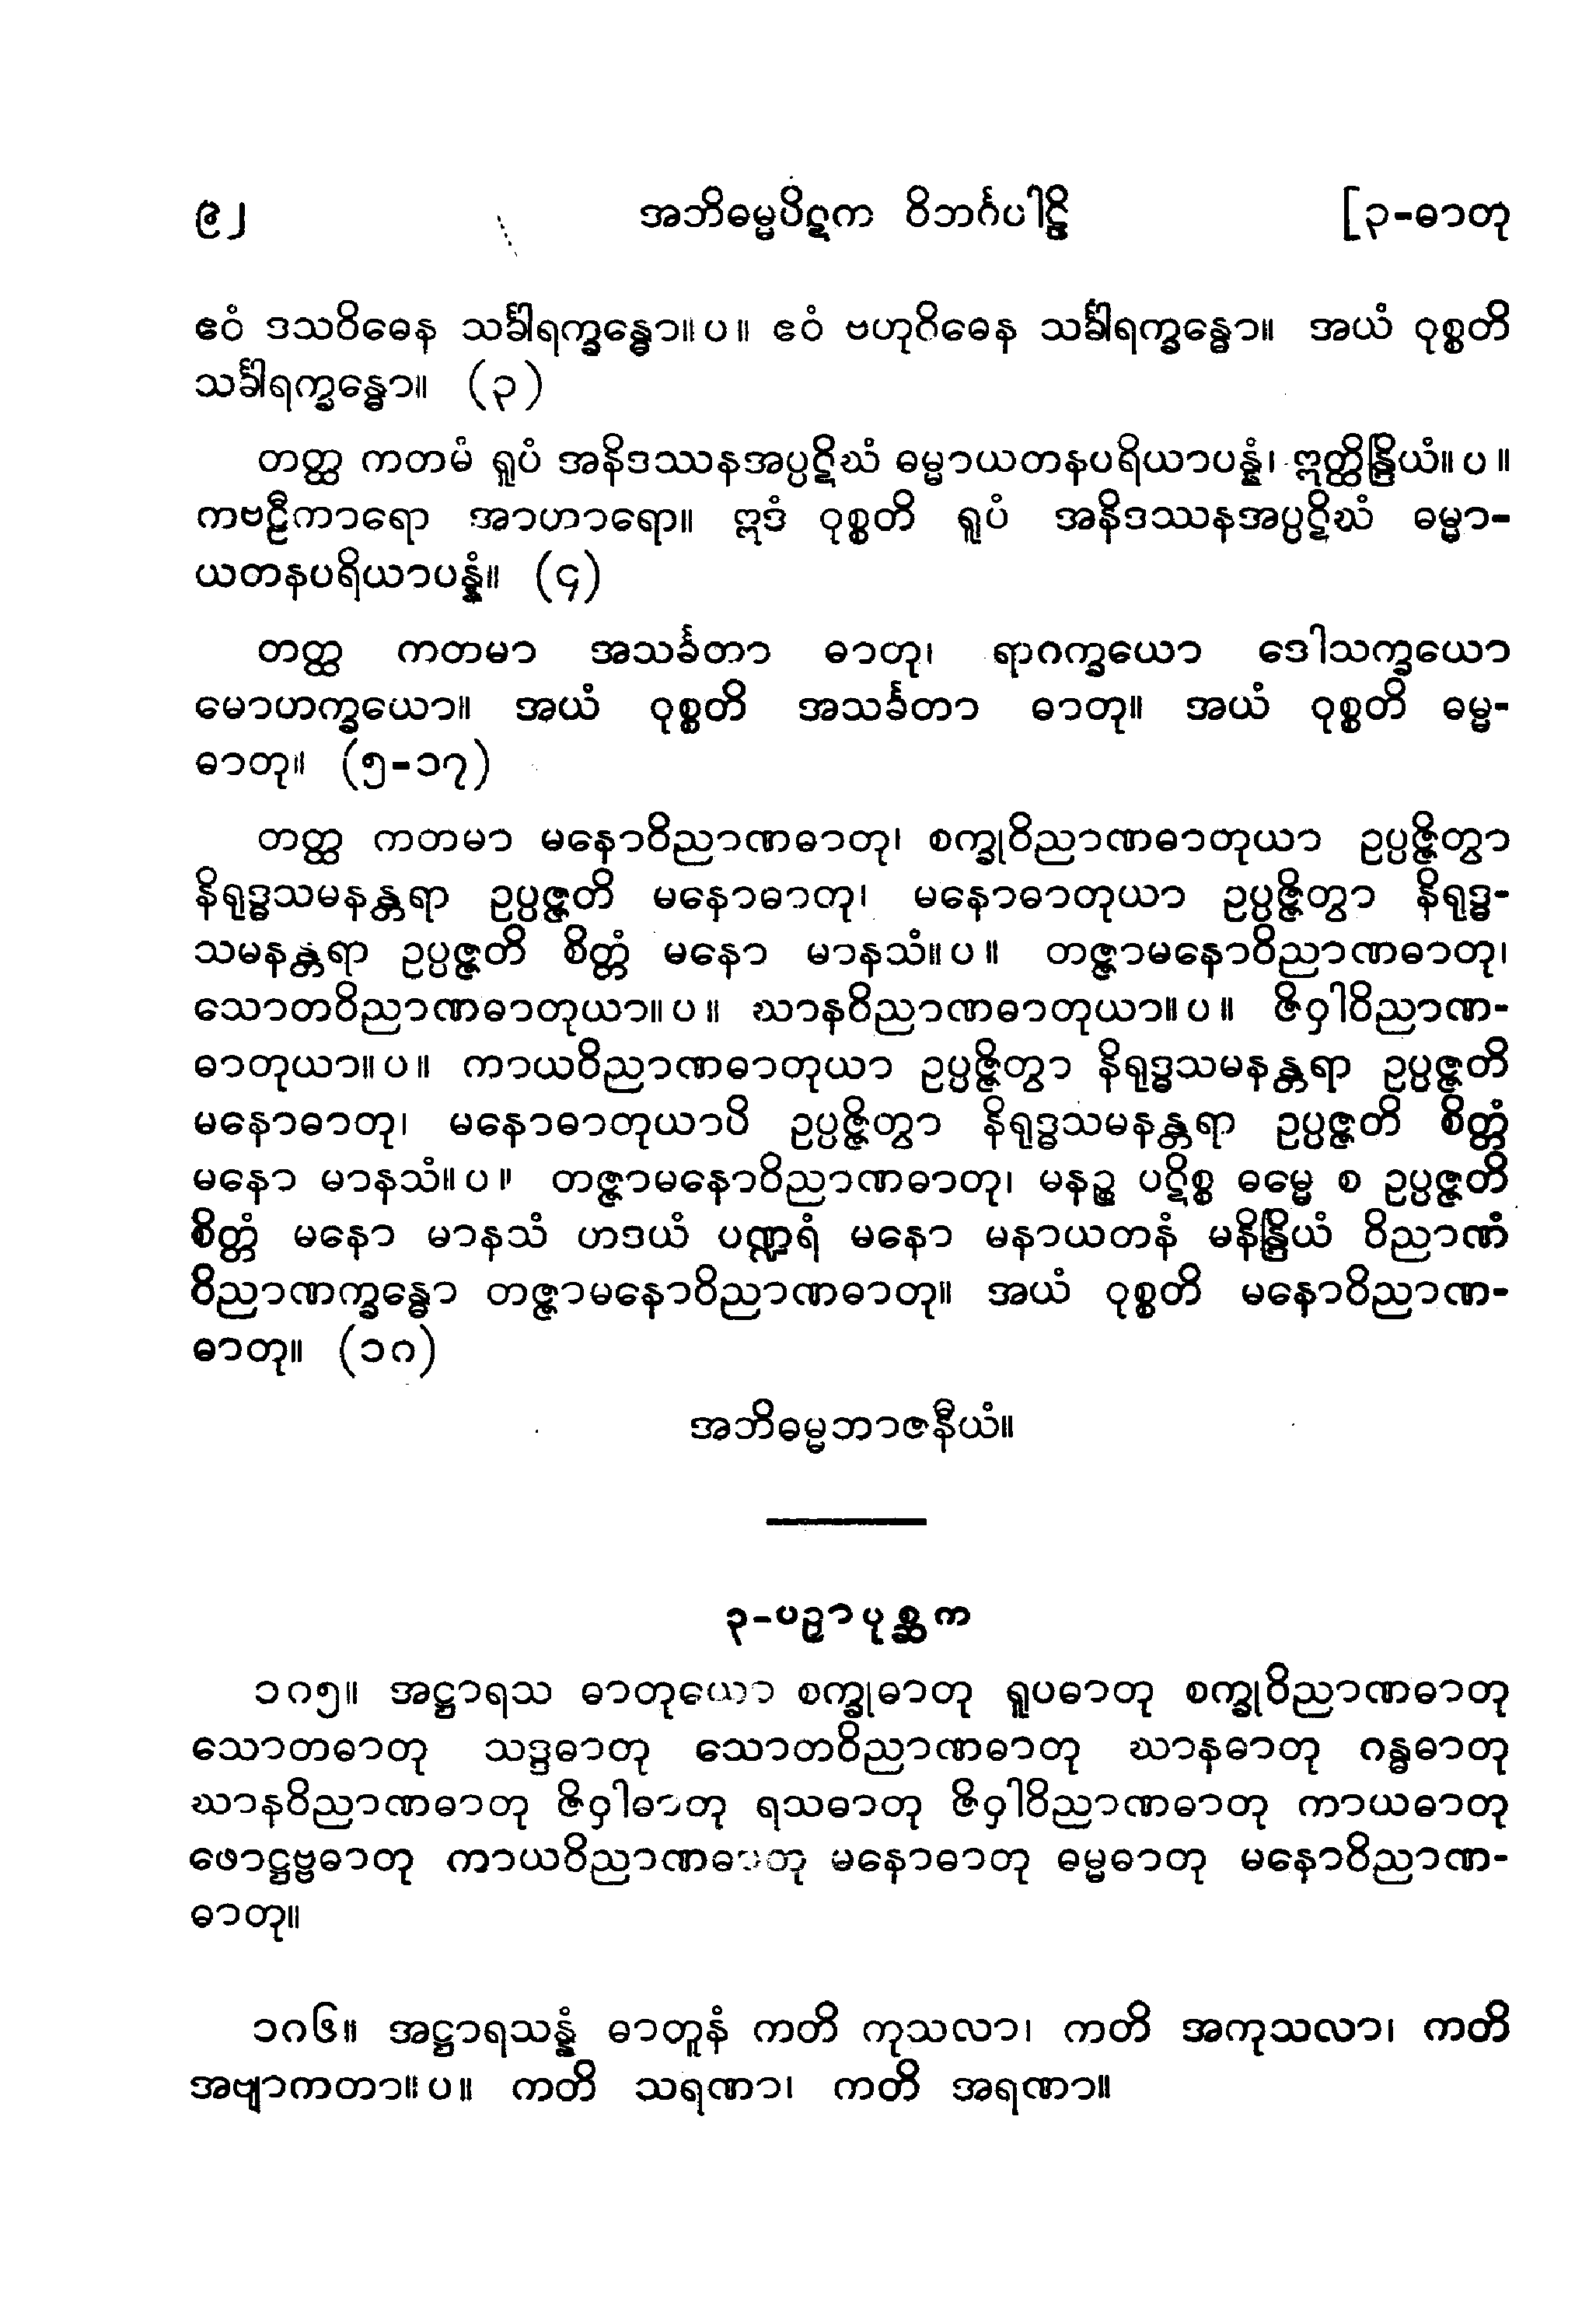 ၉၂ အဘိဓမ္မပိဋက ဝိဘင်္ဂပါဠိ [၃-ဓာတု
ဧဝံ ဒသဝိဓေန သင်္ခါရက္ခန္ဓော။ပ။ ဧဝံ ဗဟုဝိဓေန သင်္ခါရက္ခန္ဓော။ အယံ ဝုစ္စတိ
သင်္ခါရက္ခန္ဓော။ (၃)
တတ္ထ ကတမံ ရူပံ အနိဒဿနအပ္ပဋိဃံ ဓမ္မာယတနပရိယာပန္နံ၊ ဣတ္ထိန္ဒြိယံ။ပ။
ကဗဠီကာရော အာဟာရော။ ဣဒံ ဝုစ္စတိ ရူပံ အနိဒဿနအပ္ပဋိဃံ ဓမ္မာ-
ယတနပရိယာပန္နံ။ (၄)
တတ္ထ ကတမာ အသင်္ခတာ ဓာတု၊ ရာဂက္ခယော ဒေါသက္ခယော
မောဟက္ခယော။ အယံ ဝုစ္စတိ အသင်္ခတာ ဓာတု။ အယံ ဝုစ္စတိ ဓမ္မ-
ဓာတု။ (၅-၁၇)
တတ္ထ ကတမာ မနောဝိညာဏဓာတု၊ စက္ခုဝိညာဏဓာတုယာ ဥပ္ပဇ္ဇိတွာ
နိရုဒ္ဓသမနန္တရာ ဥပ္ပဇ္ဇတိ မနောဓာတု၊ မနောဓာတုယာ ဥပ္ပဇ္ဇိတွာ နိရုဒ္ဓ-
သမနန္တရာ ဥပ္ပဇ္ဇတိ စိတ္တံ မနော မာနသံ။ပ။ တဇ္ဇာမနောဝိညာဏဓာတု၊
သောတဝိညာဏဓာတုယာ။ပ။ ဃာနဝိညာဏဓာတုယာ။ပ။ ဇိဝှါဝိညာဏ-
ဓာတုယာ။ပ။ ကာယဝိညာဏဓာတုယာ ဥပ္ပဇ္ဇိတွာ နိရုဒ္ဓသမနန္တရာ ဥပ္ပဇ္ဇတိ
မနောဓာတု၊ မနောဓာတုယာပိ ဥပ္ပဇ္ဇိတွာ နိရုဒ္ဓသမနန္တရာ ဥပ္ပဇ္ဇတိ စိတ္တံ
မနော မာနသံ။ပ။ တဇ္ဇာမနောဝိညာဏဓာတု၊ မနဉ္စ ပဋိစ္စ ဓမ္မေ စ ဥပ္ပဇ္ဇတိ
စိတ္တံ မနော မာနသံ ဟဒယံ ပဏ္ဍရံ မနော မနာယတနံ မနိန္ဒြိယံ ဝိညာဏံ
ဝိညာဏက္ခန္ဓော တဇ္ဇာမနောဝိညာဏဓာတု။ အယံ ဝုစ္စတိ မနောဝိညာဏ-
ဓာတု။ (၁၈)
အဘိဓမ္မဘာဇနီယံ။
၃-ပဉှာပုစ္ဆက
၁၈၅။ အဋ္ဌာရသ ဓာတုယော စက္ခုဓာတု ရူပဓာတု စက္ခုဝိညာဏဓာတု
သောတဓာတု သဒ္ဒဓာတု သောတဝိညာဏဓာတု ဃာနဓာတု ဂန္ဓဓာတု
ဃာနဝိညာဏဓာတု ဇိဝှါဓာတု ရသဓာတု ဇိဝှါဝိညာဏဓာတု ကာယဓာတု
ဖောဋ္ဌဗ္ဗဓာတု ကာယဝိညာဏဓာတု မနောဓာတု ဓမ္မဓာတု မနောဝိညာဏ-
ဓာတု။
၁၈၆။ အဋ္ဌာရသန္နံ ဓာတူနံ ကတိ ကုသလာ၊ ကတိ အကုသလာ၊ ကတိ
အဗျာကတာ။ပ။ ကတိ သရဏာ၊ ကတိ အရဏာ။